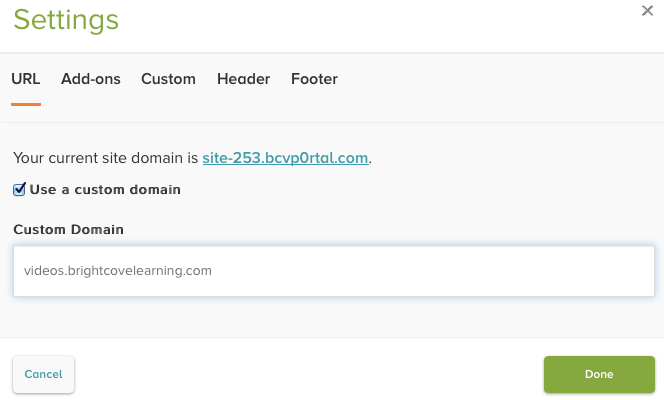 Settings
URL Add-ons Custom Header Footer
Your current site domain is site-253.bcvp0rtal.com.
Use a custom domain
Custom Domain
videos.brightcovelearning.com
Cancel Done